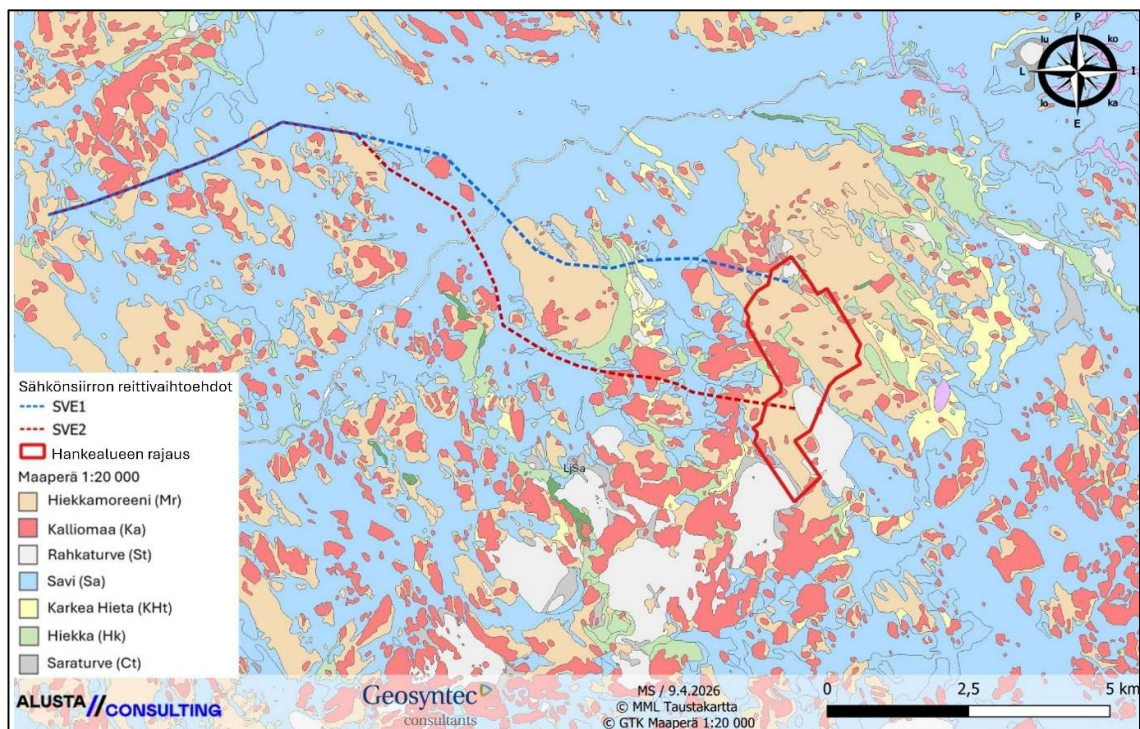 P
lu
ko
L
I
lo
ka
E
LjSa
Sähkönsiirron reittivaihtoehdot
SVE1
SVE2
Hankealueen rajaus
Maaperä 1:20 000
Hiekkamoreeni (Mr)
Kalliomaa (Ka)
Rahkaturve (St)
Savi (Sa)
Karkea Hieta (KHt)
Hiekka (Hk)
Saraturve (Ct)
ALUSTA//CONSULTING
Geosyntec
consultants
MS / 9.4.2026
© MML Taustakartta
© GTK Maaperä 1:20 000
0 2,5 5 km